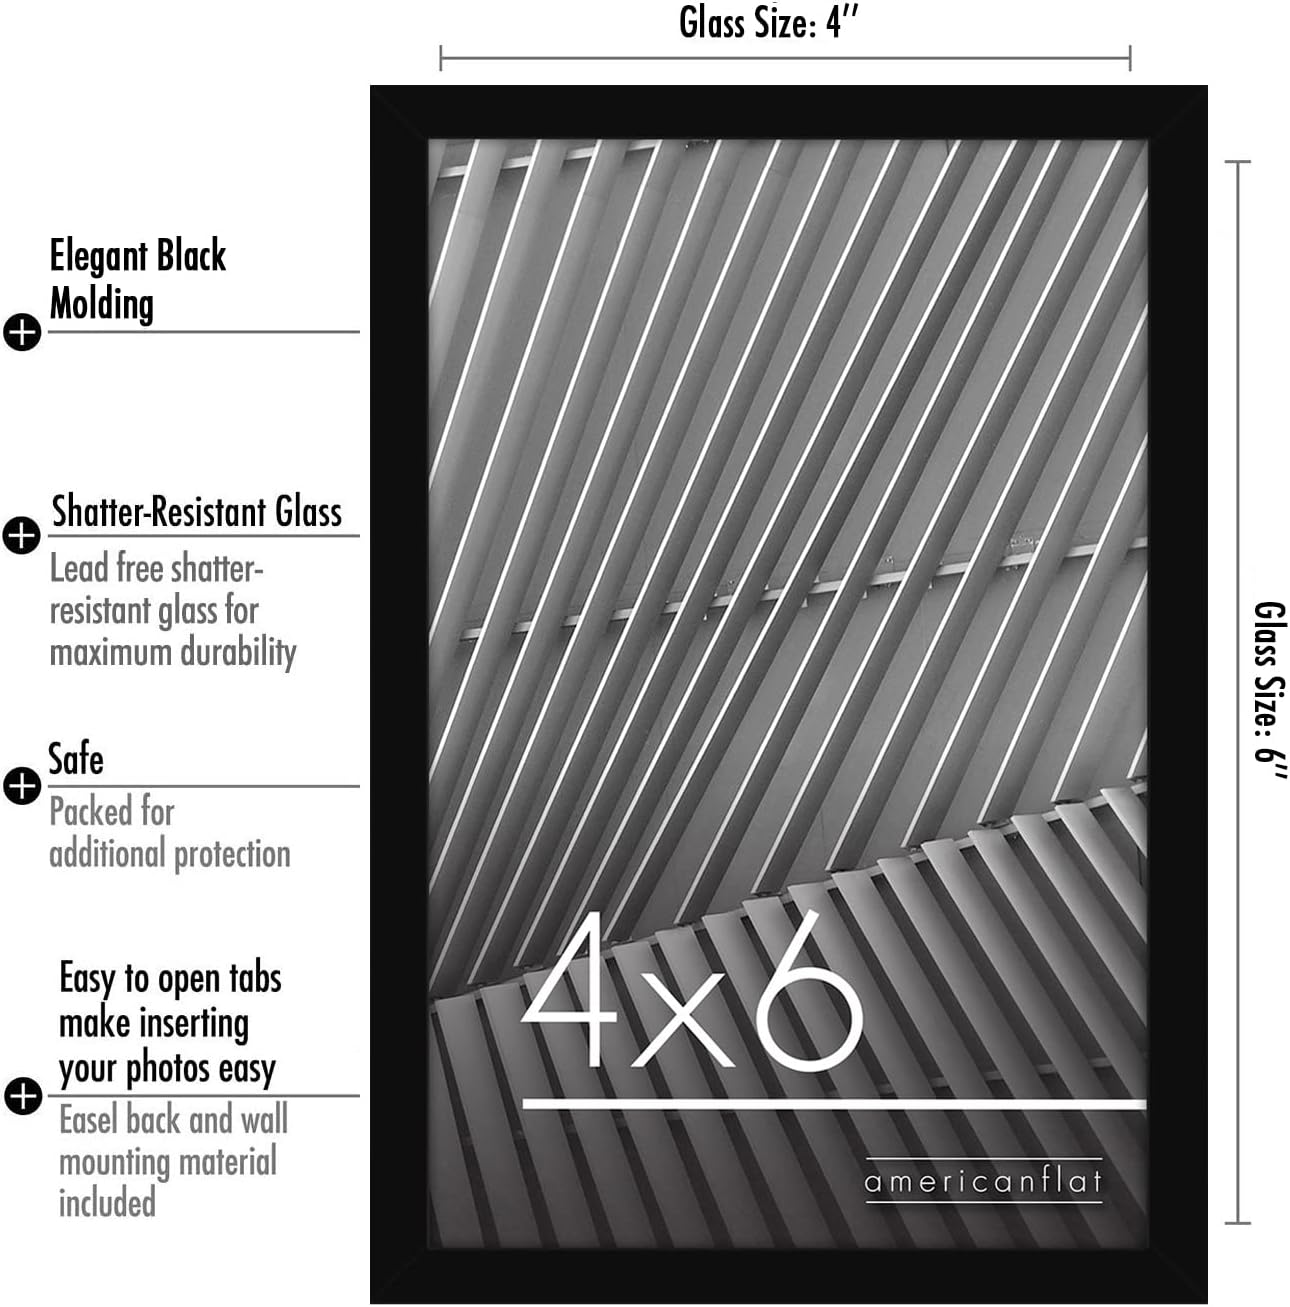 Glass Size: 4"
Elegant Black
Molding
Shatter-Resistant Glass
Lead free shatter-
resistant glass for
maximum durability
Safe
Packed for
additional protection
Easy to open tabs
make inserting
your photos easy
Easel back and wall
mounting material
included
4x6
americanflat
Glass Size: 6"